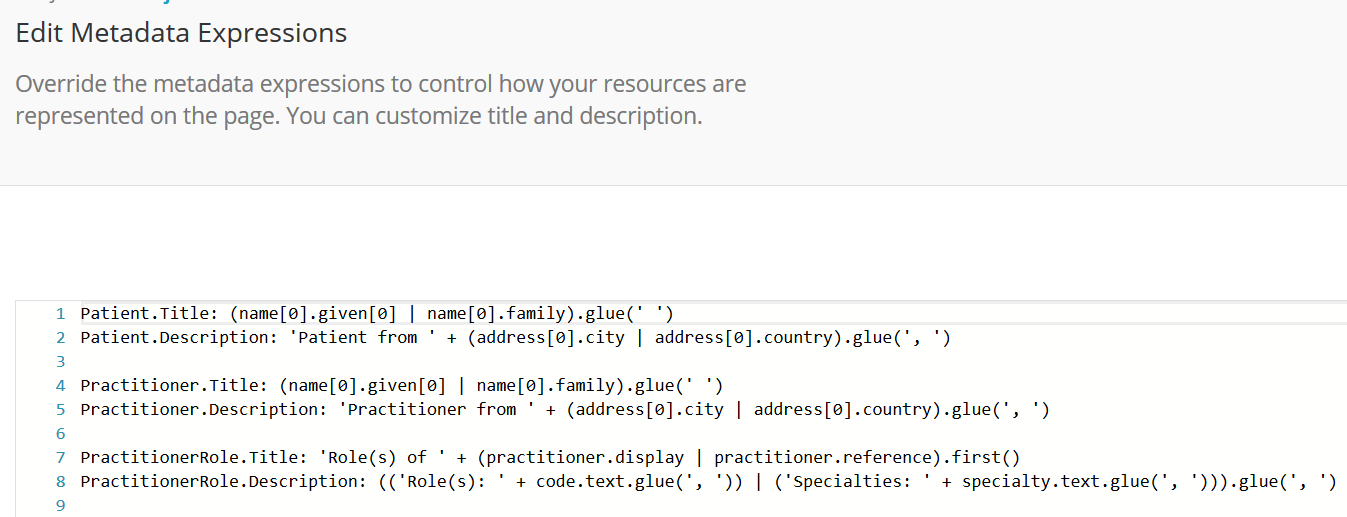 Edit Metadata Expressions
Override the metadata expressions to control how your resources are
represented on the page. You can customize title and description.
1 Patient.Title: (name[0].given[0] | name[0].family).glue(' ')
2 Patient.Description: 'Patient from ' + (address[0].city | address[0].country).glue(', ')
3
4 Practitioner.Title: (name[0].given[0] | name[0].family).glue(' ')
5 Practitioner.Description: 'Practitioner from ' + (address[0].city | address[0].country).glue(', ')
6
7 PractitionerRole.Title: 'Role(s) of ' + (practitioner.display | practitioner.reference).first()
8 PractitionerRole.Description: (('Role(s): ' + code.text.glue(', ')) | ('Specialties: ' + specialty.text.glue(', '))).glue(', ')
9